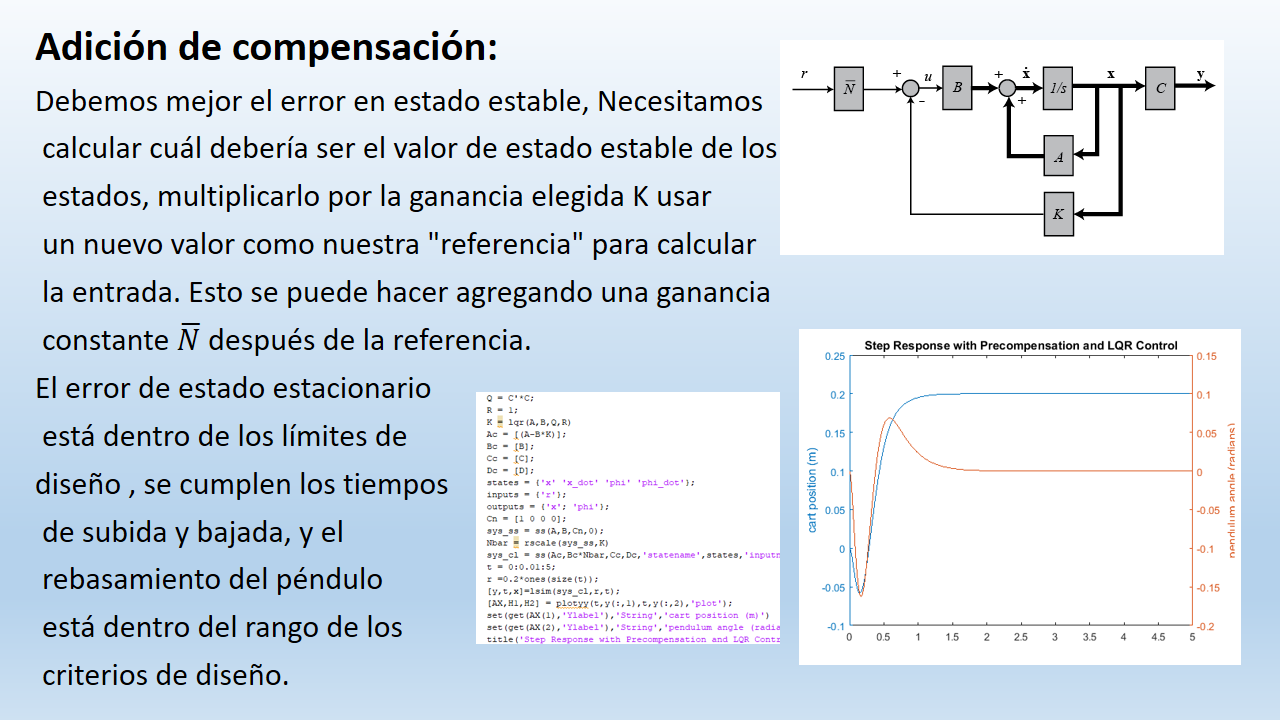 Adición de compensación:
Debemos mejor el error en estado estable, Necesitamos
calcular cuál debería ser el valor de estado estable de los
estados, multiplicarlo por la ganancia elegida K usar
un nuevo valor como nuestra "referencia" para calcular
la entrada. Esto se puede hacer agregando una ganancia
constante N̅ después de la referencia.
El error de estado estacionario
está dentro de los límites de
diseño , se cumplen los tiempos
de subida y bajada, y el
rebasamiento del péndulo
está dentro del rango de los
criterios de diseño.
r N̅ + - u B + + ẋ 1/s x C y
A
K
Q = C'*C;
R = 1;
K = lqr(A,B,Q,R)
Ac = [(A-B*K)];
Bc = [B];
Cc = [C];
Dc = [D];
states = {'x' 'x_dot' 'phi' 'phi_dot'};
inputs = {'r'};
outputs = {'x'; 'phi'};
Cn = [1 0 0 0];
sys_ss = ss(A,B,Cn,0);
Nbar = rscale(sys_ss,K)
sys_cl = ss(Ac,Bc*Nbar,Cc,Dc,'statename',states,'inputn
t = 0:0.01:5;
r =0.2*ones(size(t));
[y,t,x]=lsim(sys_cl,r,t);
[AX,H1,H2] = plotyy(t,y(:,1),t,y(:,2),'plot');
set(get(AX(1),'Ylabel'),'String','cart position (m)')
set(get(AX(2),'Ylabel'),'String','pendulum angle (radia
title('Step Response with Precompensation and LQR Contr
Step Response with Precompensation and LQR Control
cart position (m)
0.25
0.2
0.15
0.1
0.05
0
-0.05
-0.1
0 0.5 1 1.5 2 2.5 3 3.5 4 4.5 5
0.15
0.1
0.05
0
-0.05
-0.1
-0.15
-0.2
pendulum angle (radians)